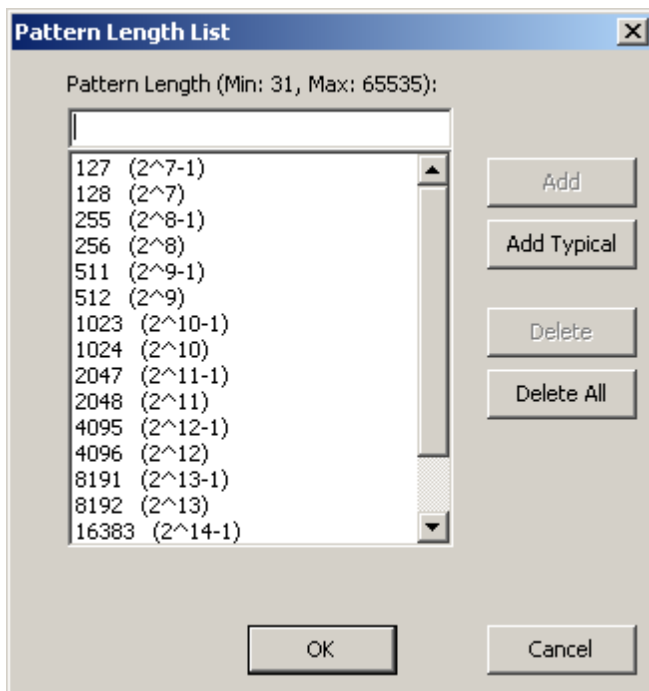 Pattern Length List
Pattern Length (Min: 31, Max: 65535):
127 (2^7-1)
128 (2^7)
255 (2^8-1)
256 (2^8)
511 (2^9-1)
512 (2^9)
1023 (2^10-1)
1024 (2^10)
2047 (2^11-1)
2048 (2^11)
4095 (2^12-1)
4096 (2^12)
8191 (2^13-1)
8192 (2^13)
16383 (2^14-1)
Add
Add Typical
Delete
Delete All
OK
Cancel